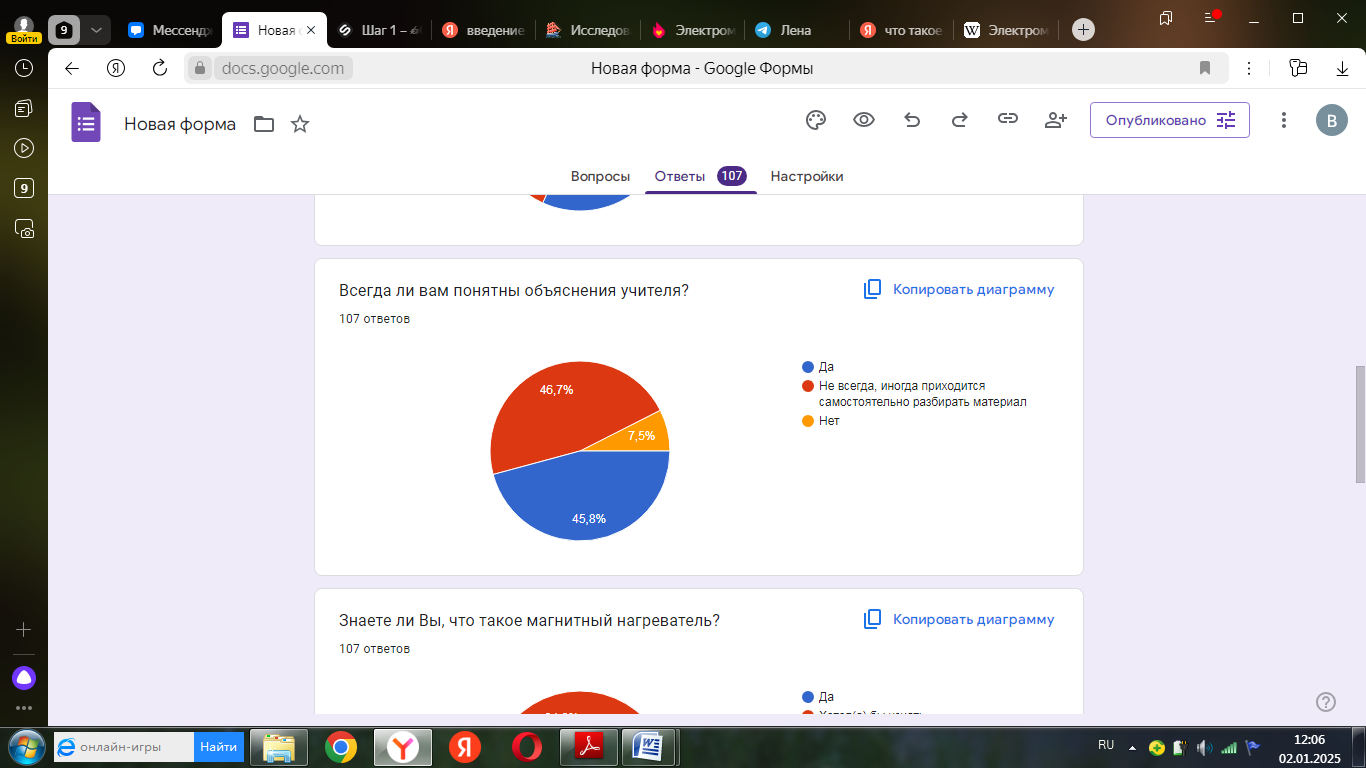 Войти
9
Мессендж
Новая ф
Шаг 1 –
введение
Исследов
Электром
Лена
что такое
Электром
docs.google.com
Новая форма - Google Формы
Новая форма
Опубликовано
В
Вопросы
Ответы 107
Настройки
9
Всегда ли вам понятны объяснения учителя?
Копировать диаграмму
107 ответов
46,7%
7,5%
45,8%
Да
Не всегда, иногда приходится
самостоятельно разбирать материал
Нет
Знаете ли Вы, что такое магнитный нагреватель?
Копировать диаграмму
107 ответов
Да
онлайн-игры
Найти
RU
12:06
02.01.2025